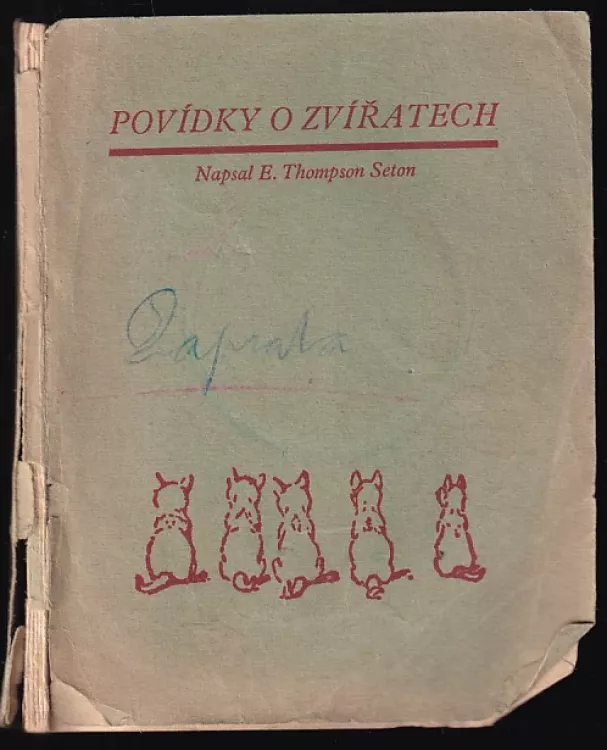 POVÍDKY O ZVÍŘATECH
Napsal E. Thompson Seton